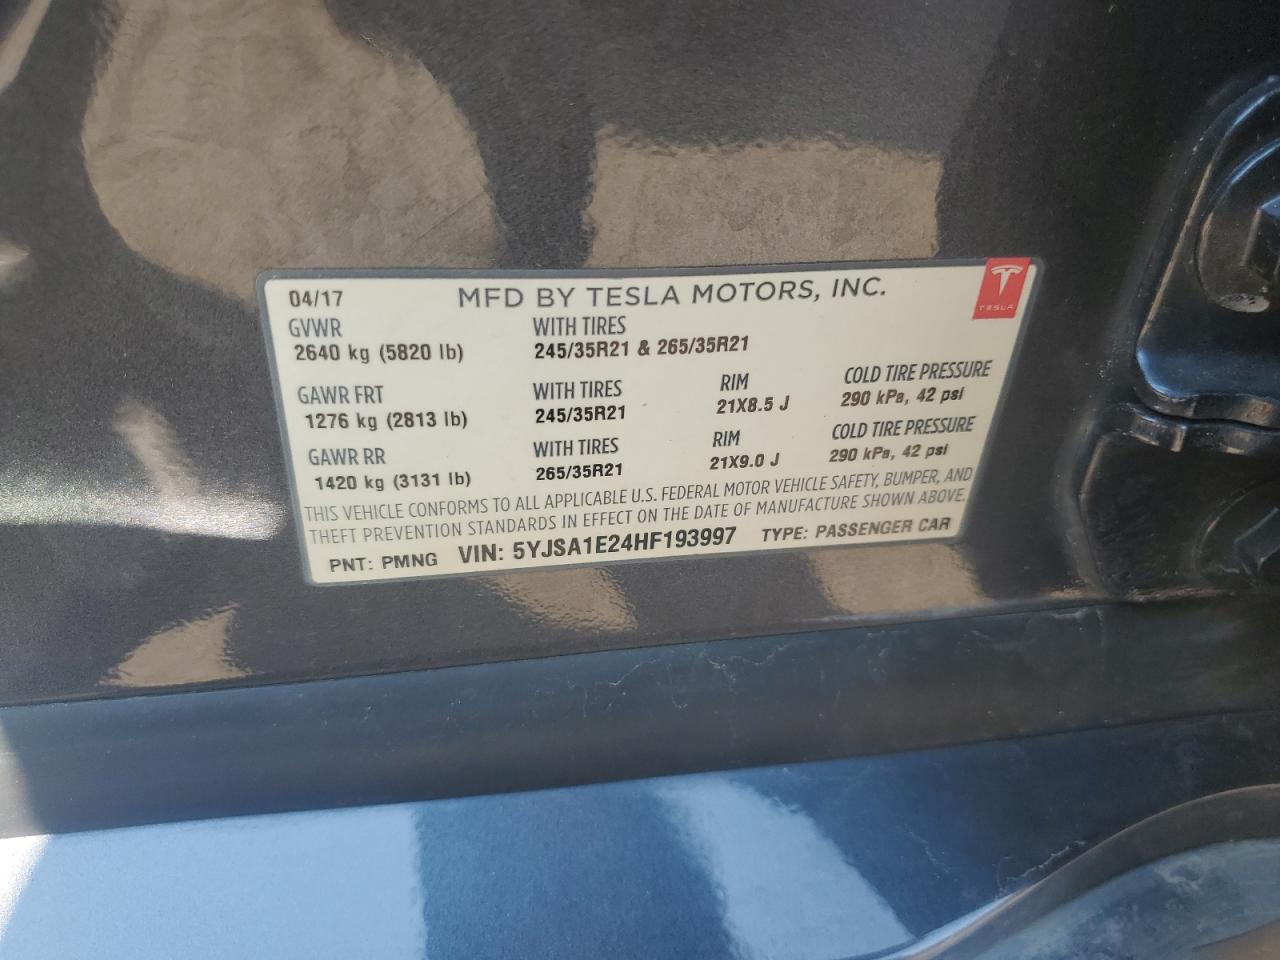 04/17 MFD BY TESLA MOTORS, INC.
TESLA
GVWR WITH TIRES
2640 kg (5820 lb) 245/35R21 & 265/35R21
GAWR FRT WITH TIRES RIM COLD TIRE PRESSURE
1276 kg (2813 lb) 245/35R21 21X8.5 J 290 kPa, 42 psi
GAWR RR WITH TIRES RIM COLD TIRE PRESSURE
1420 kg (3131 lb) 265/35R21 21X9.0 J 290 kPa, 42 psi
THIS VEHICLE CONFORMS TO ALL APPLICABLE U.S. FEDERAL MOTOR VEHICLE SAFETY, BUMPER, AND
THEFT PREVENTION STANDARDS IN EFFECT ON THE DATE OF MANUFACTURE SHOWN ABOVE.
PNT: PMNG VIN: 5YJSA1E24HF193997 TYPE: PASSENGER CAR